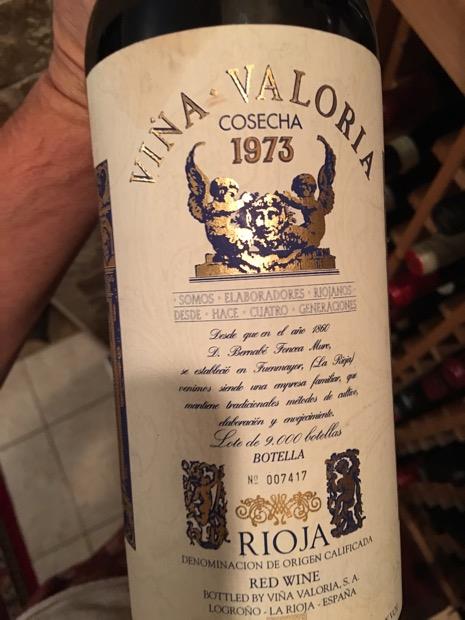 VIÑA · VALORIA
COSECHA
1973
· SOMOS · ELABORADORES · RIOJANOS ·
DESDE · HACE · CUATRO · GENERACIONES
Desde que en el año 1860
D. Bernabé Foncea Muro,
se estableció en Fuenmayor, (La Rioja)
venimos siendo una empresa familiar, que
mantiene tradicionales métodos de cultivo,
elaboración y envejecimiento.
Lote de 9.000 botellas
BOTELLA
Nº 007417
RIOJA
DENOMINACION DE ORIGEN CALIFICADA
RED WINE
BOTTLED BY VIÑA VALORIA, S. A.
LOGROÑO - LA RIOJA - ESPAÑA